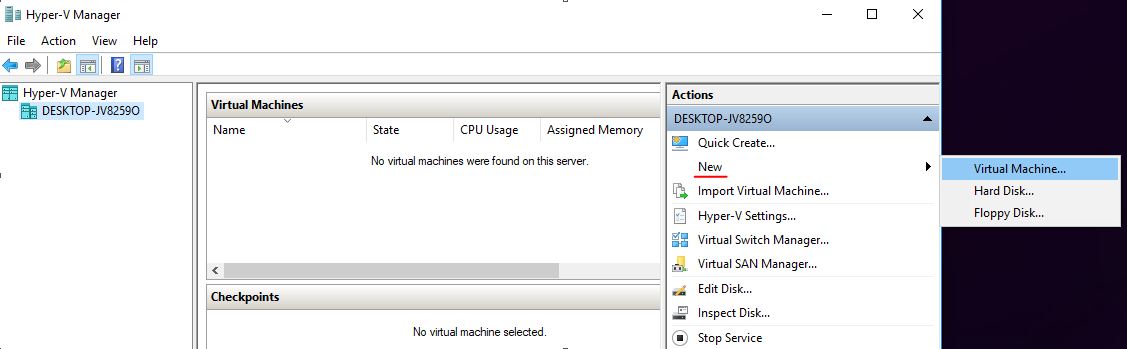 Hyper-V Manager
File Action View Help
Hyper-V Manager
DESKTOP-JV8259O
Virtual Machines
Name State CPU Usage Assigned Memory
No virtual machines were found on this server.
Checkpoints
No virtual machine selected.
Actions
DESKTOP-JV8259O
Quick Create...
New
Import Virtual Machine...
Hyper-V Settings...
Virtual Switch Manager...
Virtual SAN Manager...
Edit Disk...
Inspect Disk...
Stop Service
Virtual Machine...
Hard Disk...
Floppy Disk...